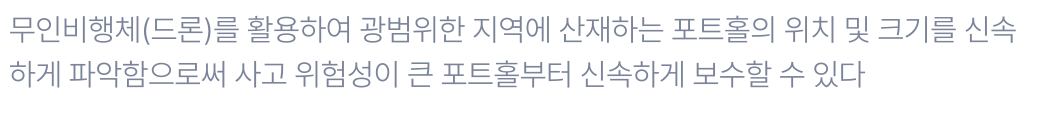 무인비행체(드론)를 활용하여 광범위한 지역에 산재하는 포트홀의 위치 및 크기를 신속
하게 파악함으로써 사고 위험성이 큰 포트홀부터 신속하게 보수할 수 있다